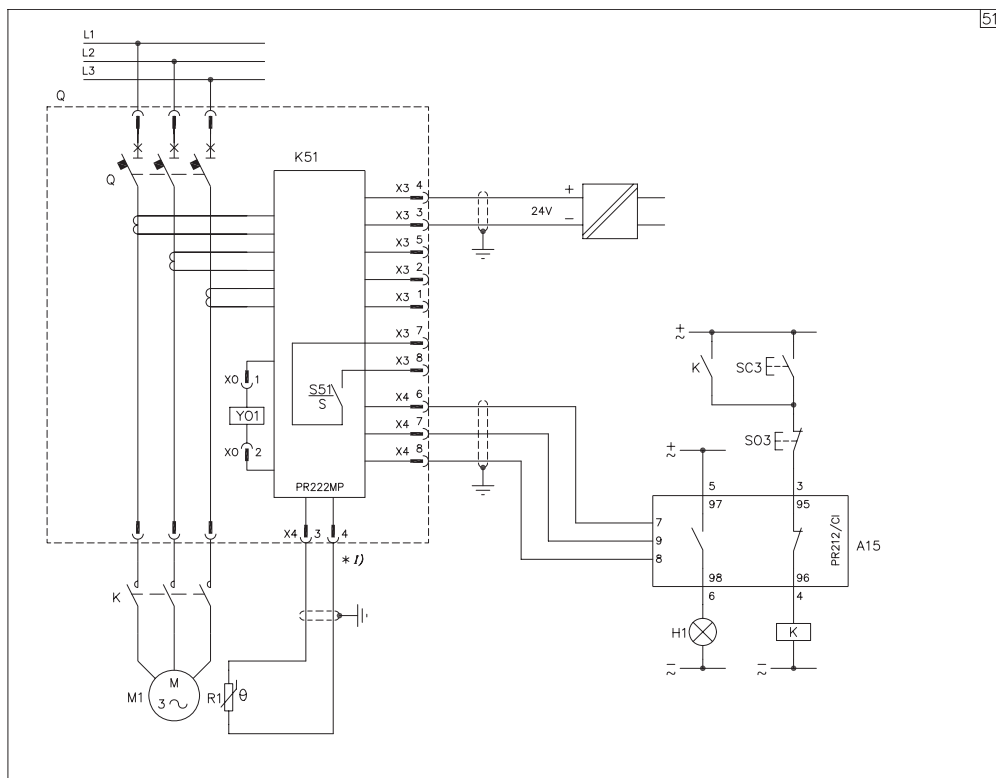 51
L1
L2
L3
Q
K51
Q
X3 4
X3 3
X3 5
X3 2
X3 1
X3 7
X3 8
X4 6
X4 7
X4 8
+
24V
−
S51
S
X0 1
Y01
X0 2
PR222MP
X4 3 4
* 1)
K
M1
M
3 ~
R1
θ
+
~
K
SC3
SO3
+
~
5
3
97
95
7
9
8
PR212/CI
A15
98
96
6
4
H1
K
−
~
−
~